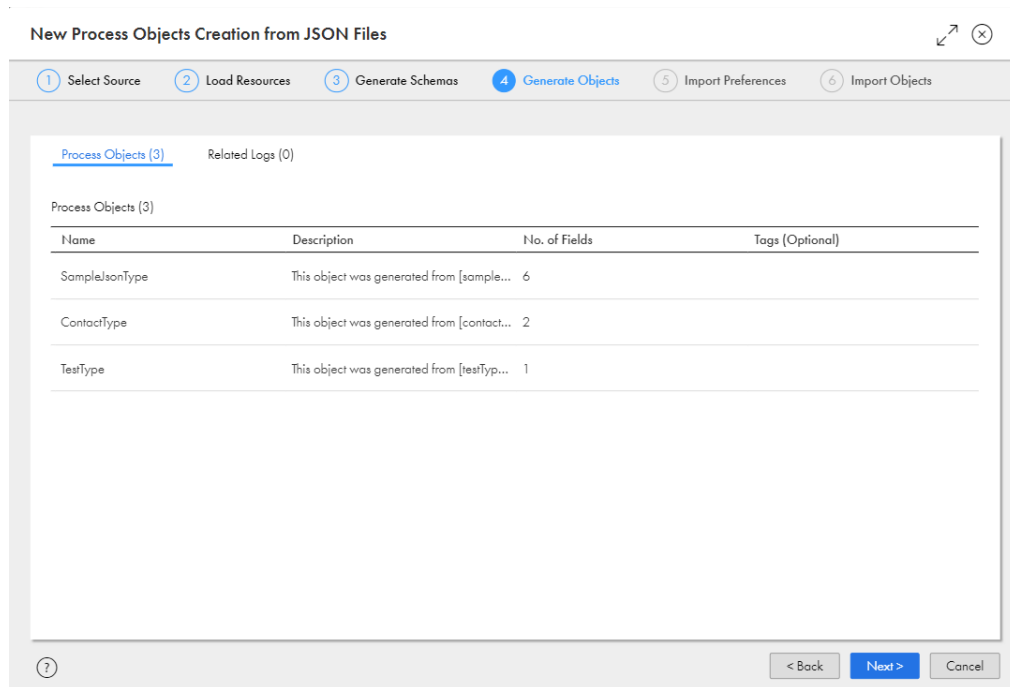 New Process Objects Creation from JSON Files
1 Select Source 2 Load Resources 3 Generate Schemas 4 Generate Objects 5 Import Preferences 6 Import Objects
Process Objects (3) Related Logs (0)
Process Objects (3)
Name Description No. of Fields Tags (Optional)
SampleJsonType This object was generated from [sample... 6
ContactType This object was generated from [contact... 2
TestType This object was generated from [testTyp... 1
? < Back Next > Cancel